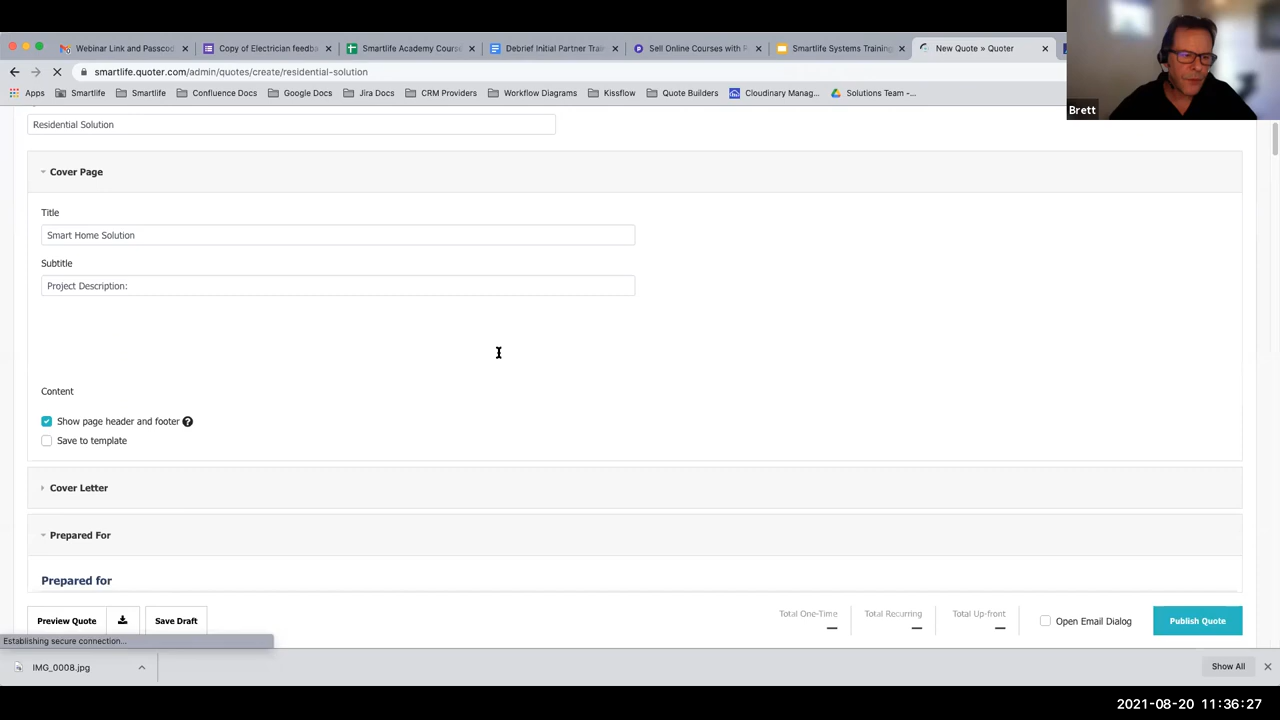 Webinar Link and Passcod
Copy of Electrician feedba
Smartlife Academy Course
Debrief Initial Partner Trai
Sell Online Courses with P
Smartlife Systems Training
New Quote » Quoter
smartlife.quoter.com/admin/quotes/create/residential-solution
Apps
Smartlife
Smartlife
Confluence Docs
Google Docs
Jira Docs
CRM Providers
Workflow Diagrams
Kissflow
Quote Builders
Cloudinary Manag...
Solutions Team –...
Brett
Residential Solution
Cover Page
Title
Smart Home Solution
Subtitle
Project Description:
Content
Show page header and footer ?
Save to template
Cover Letter
Prepared For
Prepared for
Preview Quote
Save Draft
Total One-Time
Total Recurring
Total Up-front
—
—
—
Open Email Dialog
Publish Quote
Establishing secure connection...
IMG_0008.jpg
Show All
2021-08-20 11:36:27